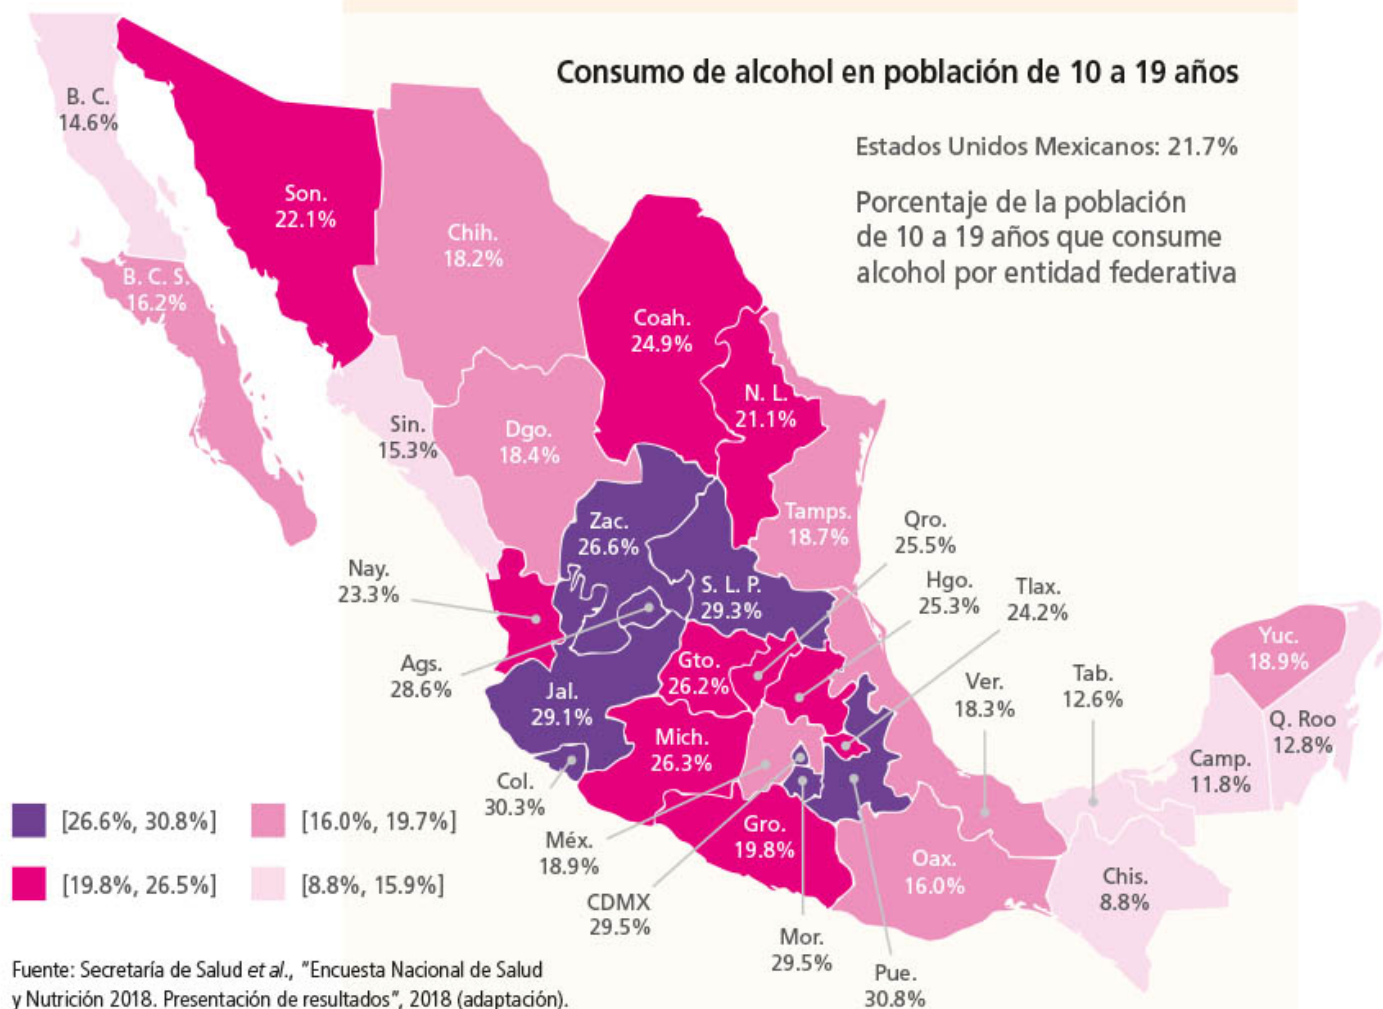 Consumo de alcohol en población de 10 a 19 años
Estados Unidos Mexicanos: 21.7%
Porcentaje de la población
de 10 a 19 años que consume
alcohol por entidad federativa
B. C.
14.6%
Son.
22.1%
Chih.
18.2%
B. C. S.
16.2%
Coah.
24.9%
N. L.
21.1%
Sin.
15.3%
Dgo.
18.4%
Tamps.
18.7%
Zac.
26.6%
Qro.
25.5%
Nay.
23.3%
S. L. P.
29.3%
Hgo.
25.3%
Tlax.
24.2%
Ags.
28.6%
Gto.
26.2%
Yuc.
18.9%
Jal.
29.1%
Ver.
18.3%
Tab.
12.6%
Q. Roo
12.8%
Mich.
26.3%
Camp.
11.8%
Col.
30.3%
Méx.
18.9%
Gro.
19.8%
Oax.
16.0%
Chis.
8.8%
CDMX
29.5%
Mor.
29.5%
Pue.
30.8%
[26.6%, 30.8%]
[16.0%, 19.7%]
[19.8%, 26.5%]
[8.8%, 15.9%]
Fuente: Secretaría de Salud et al., "Encuesta Nacional de Salud
y Nutrición 2018. Presentación de resultados", 2018 (adaptación).